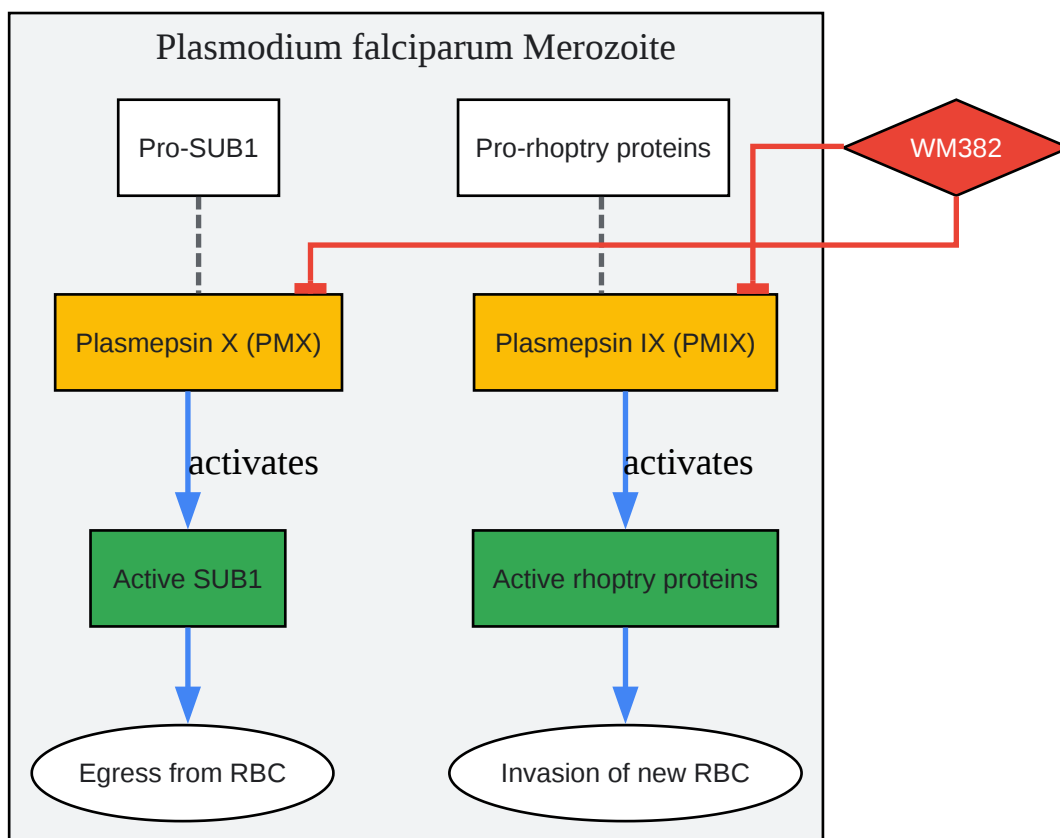 Plasmodium falciparum Merozoite
Pro-SUB1
Pro-rhoptry proteins
WM382
Plasmepsin X (PMX)
Plasmepsin IX (PMIX)
activates
activates
Active SUB1
Active rhoptry proteins
Egress from RBC
Invasion of new RBC